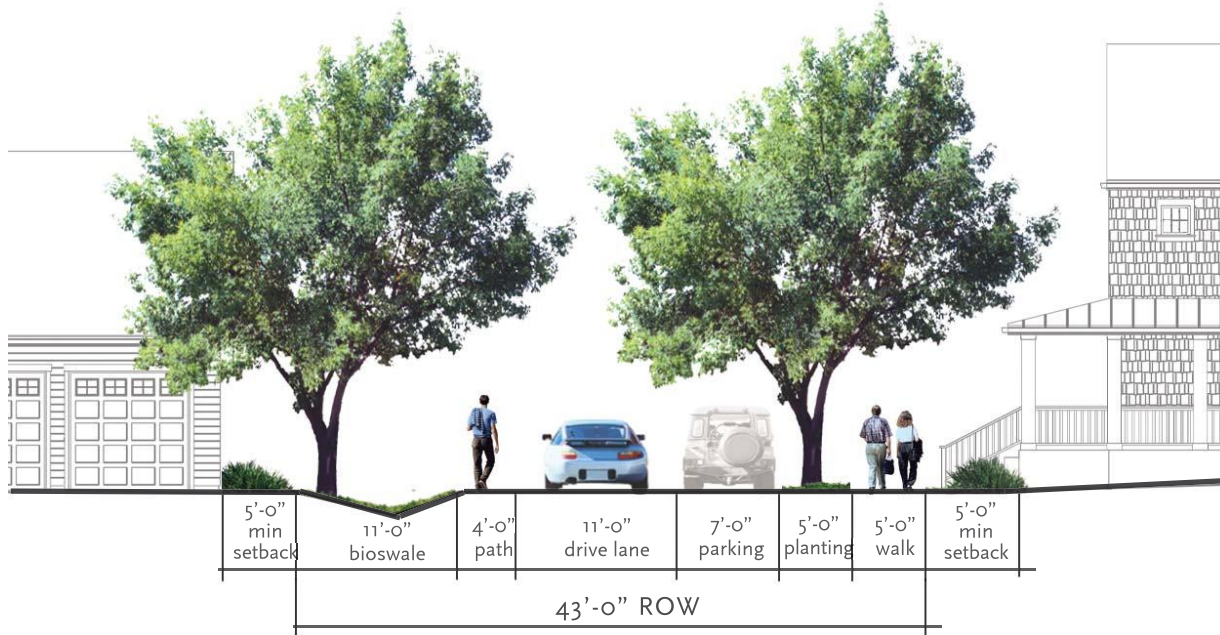 5'-0"
min
setback
11'-0"
bioswale
4'-0"
path
11'-0"
drive lane
7'-0"
parking
5'-0"
planting
5'-0"
walk
5'-0"
min
setback
43'-0" ROW